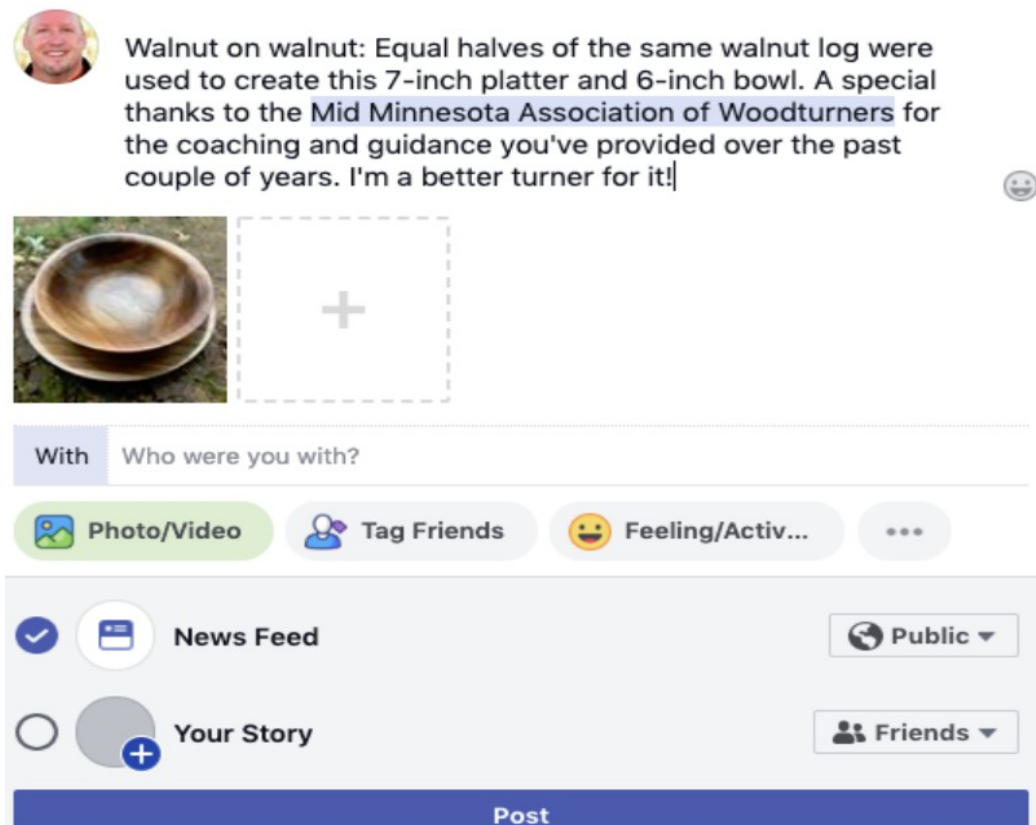 Walnut on walnut: Equal halves of the same walnut log were
used to create this 7-inch platter and 6-inch bowl. A special
thanks to the Mid Minnesota Association of Woodturners for
the coaching and guidance you've provided over the past
couple of years. I'm a better turner for it!
With Who were you with?
Photo/Video Tag Friends Feeling/Activ... •••
News Feed Public
Your Story Friends
Post